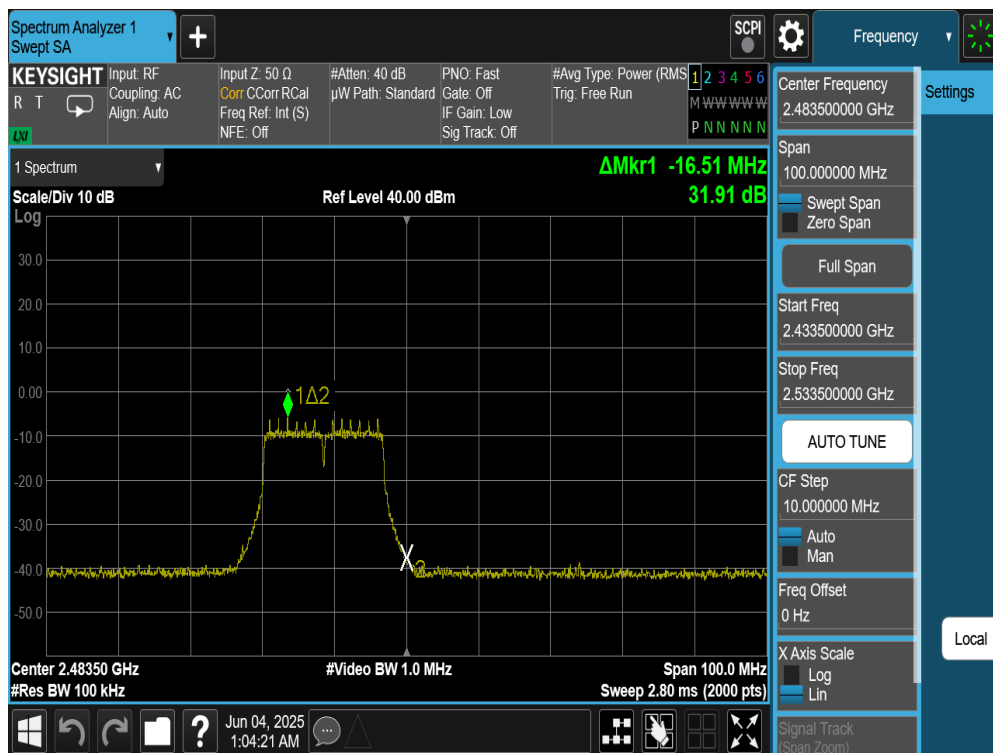 Spectrum Analyzer 1
Swept SA
SCPI
Frequency
KEYSIGHT
R T
LXI
Input: RF
Coupling: AC
Align: Auto
Input Z: 50 Ω
Corr CCorr RCal
Freq Ref: Int (S)
NFE: Off
#Atten: 40 dB
µW Path: Standard
PNO: Fast
Gate: Off
IF Gain: Low
Sig Track: Off
#Avg Type: Power (RMS
Trig: Free Run
1 2 3 4 5 6
M W W W W W
P N N N N N
1 Spectrum
ΔMkr1 -16.51 MHz
31.91 dB
Scale/Div 10 dB
Ref Level 40.00 dBm
Log
30.0
20.0
10.0
0.00
-10.0
-20.0
-30.0
-40.0
-50.0
1Δ2
2
Center 2.48350 GHz
#Video BW 1.0 MHz
Span 100.0 MHz
#Res BW 100 kHz
Sweep 2.80 ms (2000 pts)
Center Frequency
2.483500000 GHz
Settings
Span
100.000000 MHz
Swept Span
Zero Span
Full Span
Start Freq
2.433500000 GHz
Stop Freq
2.533500000 GHz
AUTO TUNE
CF Step
10.000000 MHz
Auto
Man
Freq Offset
0 Hz
Local
X Axis Scale
Log
Lin
Signal Track
(Span Zoom)
?
Jun 04, 2025
1:04:21 AM